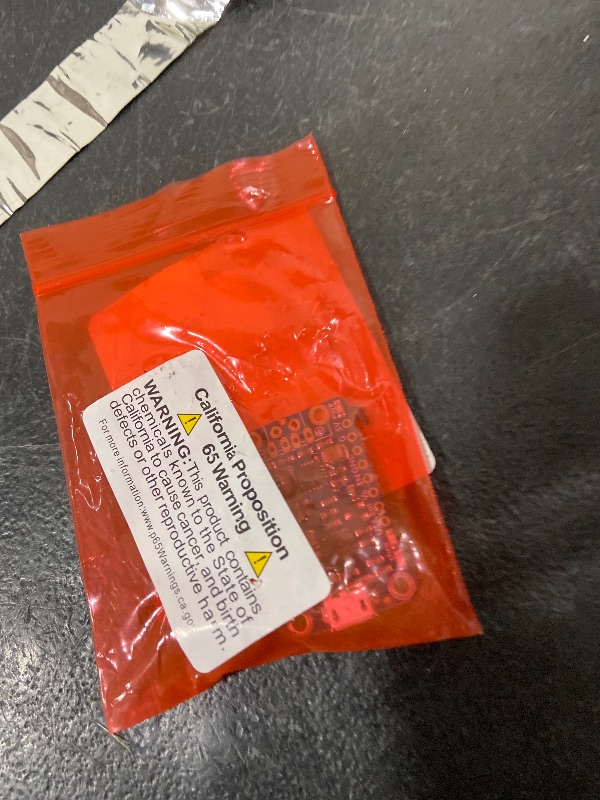 California Proposition
65 Warning
WARNING: This product contains
chemicals known to the State of
California to cause cancer, and birth
defects or other reproductive harm.
For more information:www.p65Warnings.ca.go